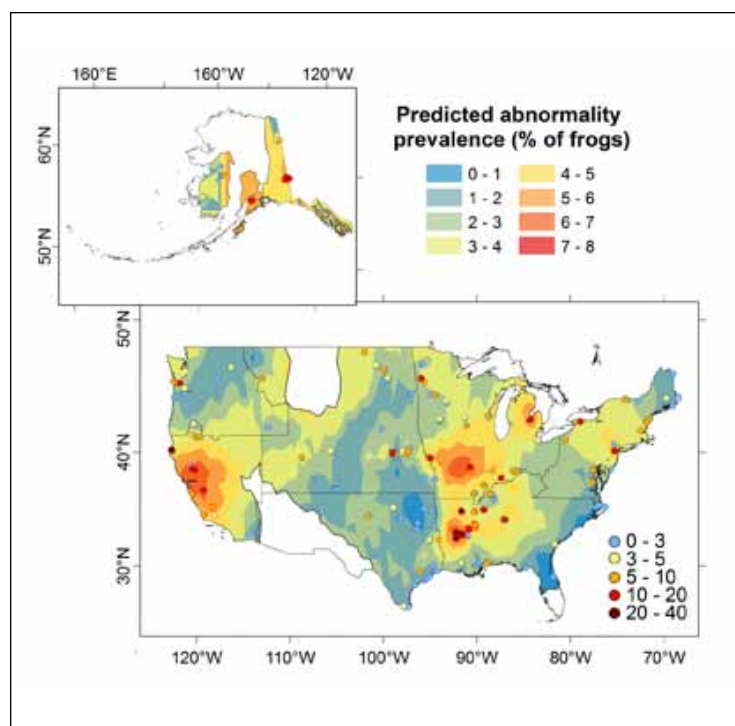 160°E 160°W 120°W
60°N
50°N
Predicted abnormality
prevalence (% of frogs)
0 - 1 4 - 5
1 - 2 5 - 6
2 - 3 6 - 7
3 - 4 7 - 8
50°N
40°N
30°N
N
0 - 3
3 - 5
5 - 10
10 - 20
20 - 40
120°W 110°W 100°W 90°W 80°W 70°W